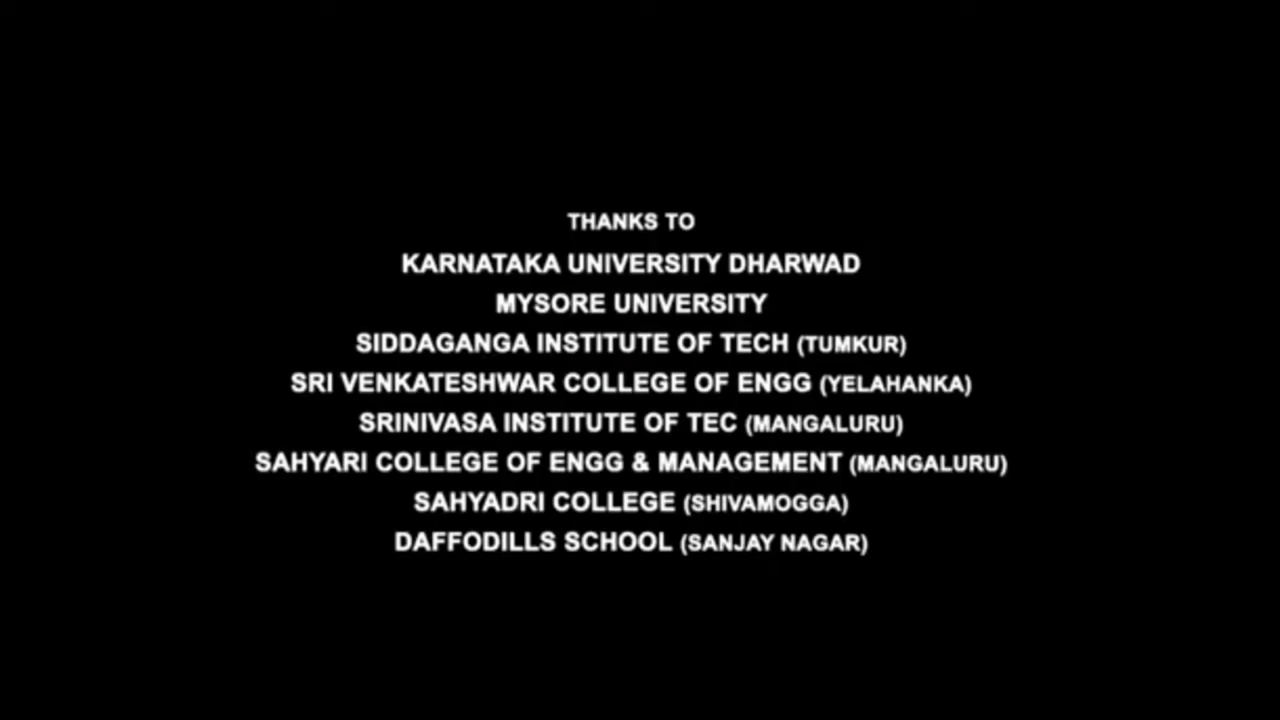 THANKS TO
KARNATAKA UNIVERSITY DHARWAD
MYSORE UNIVERSITY
SIDDAGANGA INSTITUTE OF TECH (TUMKUR)
SRI VENKATESHWAR COLLEGE OF ENGG (YELAHANKA)
SRINIVASA INSTITUTE OF TEC (MANGALURU)
SAHYARI COLLEGE OF ENGG & MANAGEMENT (MANGALURU)
SAHYADRI COLLEGE (SHIVAMOGGA)
DAFFODILLS SCHOOL (SANJAY NAGAR)